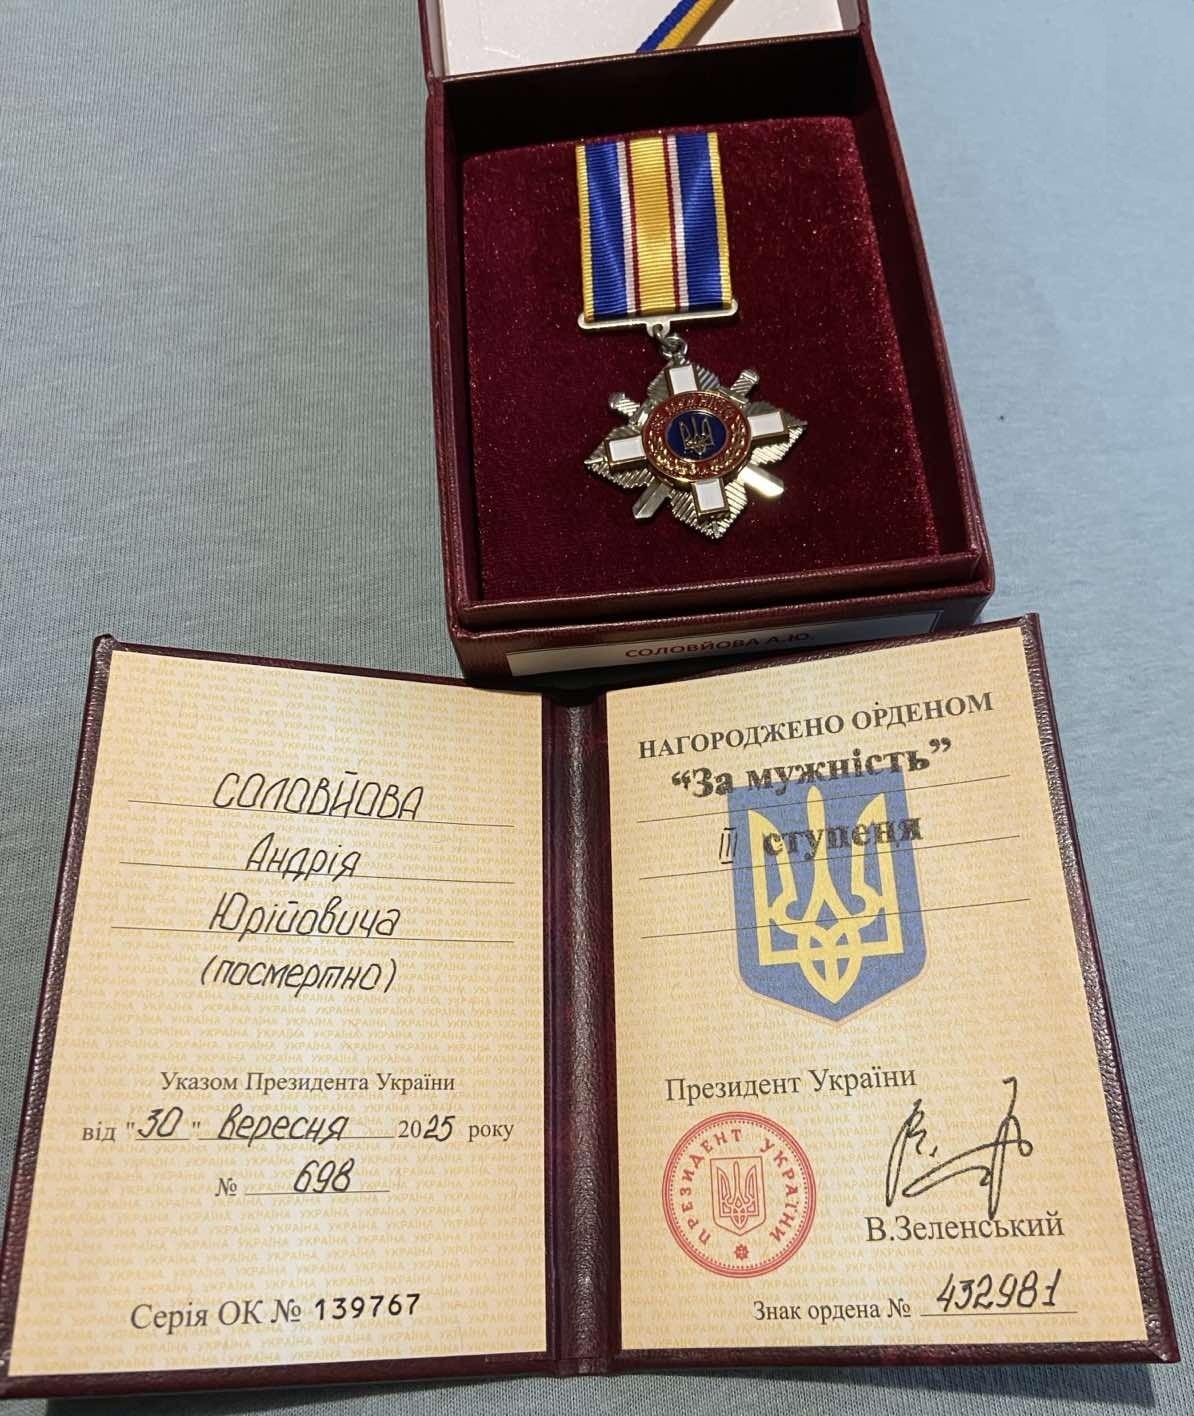 СОЛОВЙОВА А.Ю.
СОЛОВЙОВА
Андрія
Юрійовича
(посмертно)
Указом Президента України
від "30" вересня 2025 року
№ 698
Серія ОК № 139767
НАГОРОДЖЕНО ОРДЕНОМ
“За мужність”
ІІ ступеня
Президент України
ПРЕЗИДЕНТ УКРАЇНИ
В.Зеленський
Знак ордена № 432981